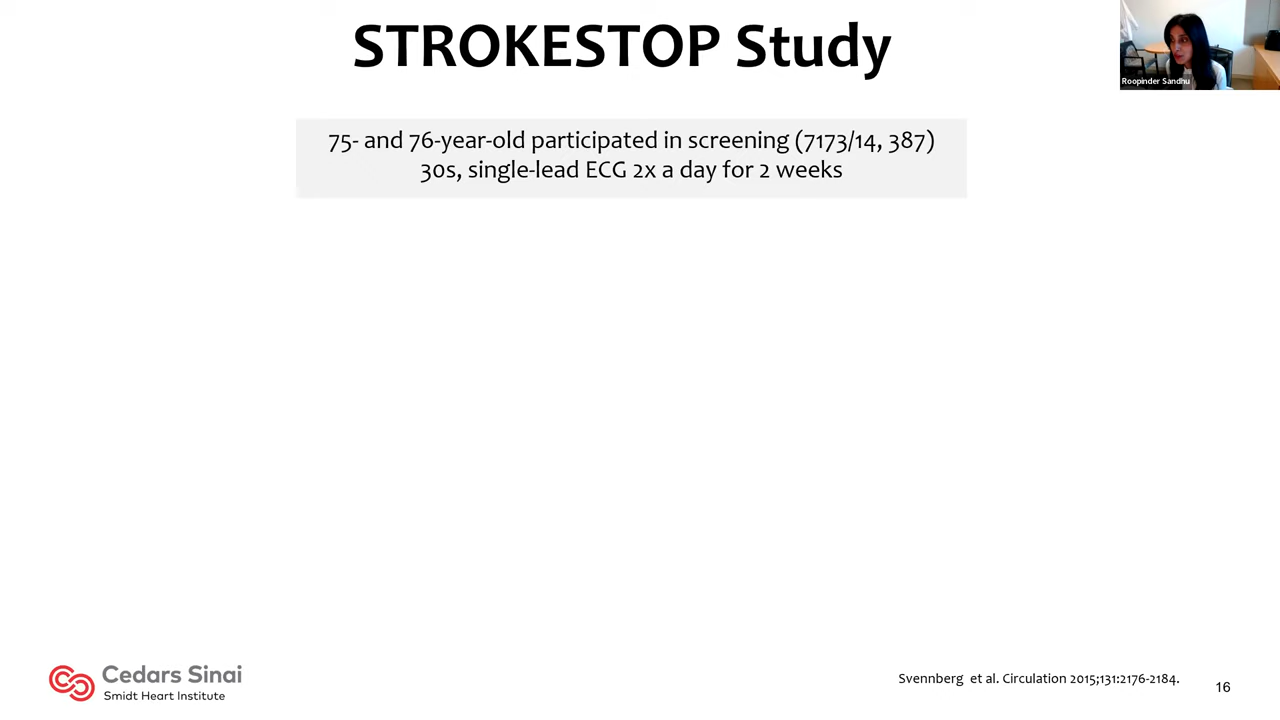 STROKESTOP Study
Roopinder Sandhu
75- and 76-year-old participated in screening (7173/14, 387)
30s, single-lead ECG 2x a day for 2 weeks
Cedars Sinai
Smidt Heart Institute
Svennberg et al. Circulation 2015;131:2176-2184.
16